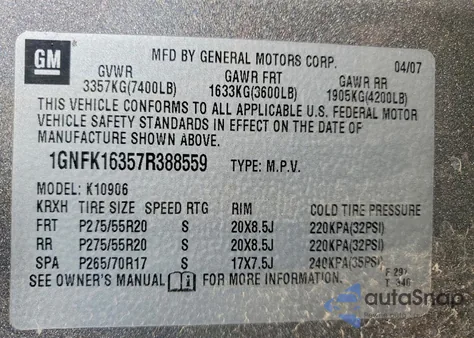 GM
MFD BY GENERAL MOTORS CORP. 04/07
GVWR GAWR FRT GAWR RR
3357KG(7400LB) 1633KG(3600LB) 1905KG(4200LB)
THIS VEHICLE CONFORMS TO ALL APPLICABLE U.S. FEDERAL MOTOR
VEHICLE SAFETY STANDARDS IN EFFECT ON THE DATE OF
MANUFACTURE SHOWN ABOVE.
1GNFK16357R388559 TYPE: M.P.V.
MODEL: K10906
KRXH TIRE SIZE SPEED RTG RIM COLD TIRE PRESSURE
FRT P275/55R20 S 20X8.5J 220KPA(32PSI)
RR P275/55R20 S 20X8.5J 220KPA(32PSI)
SPA P265/70R17 S 17X7.5J 240KPA(35PSI)
SEE OWNER'S MANUAL FOR MORE INFORMATION.
autoSnap